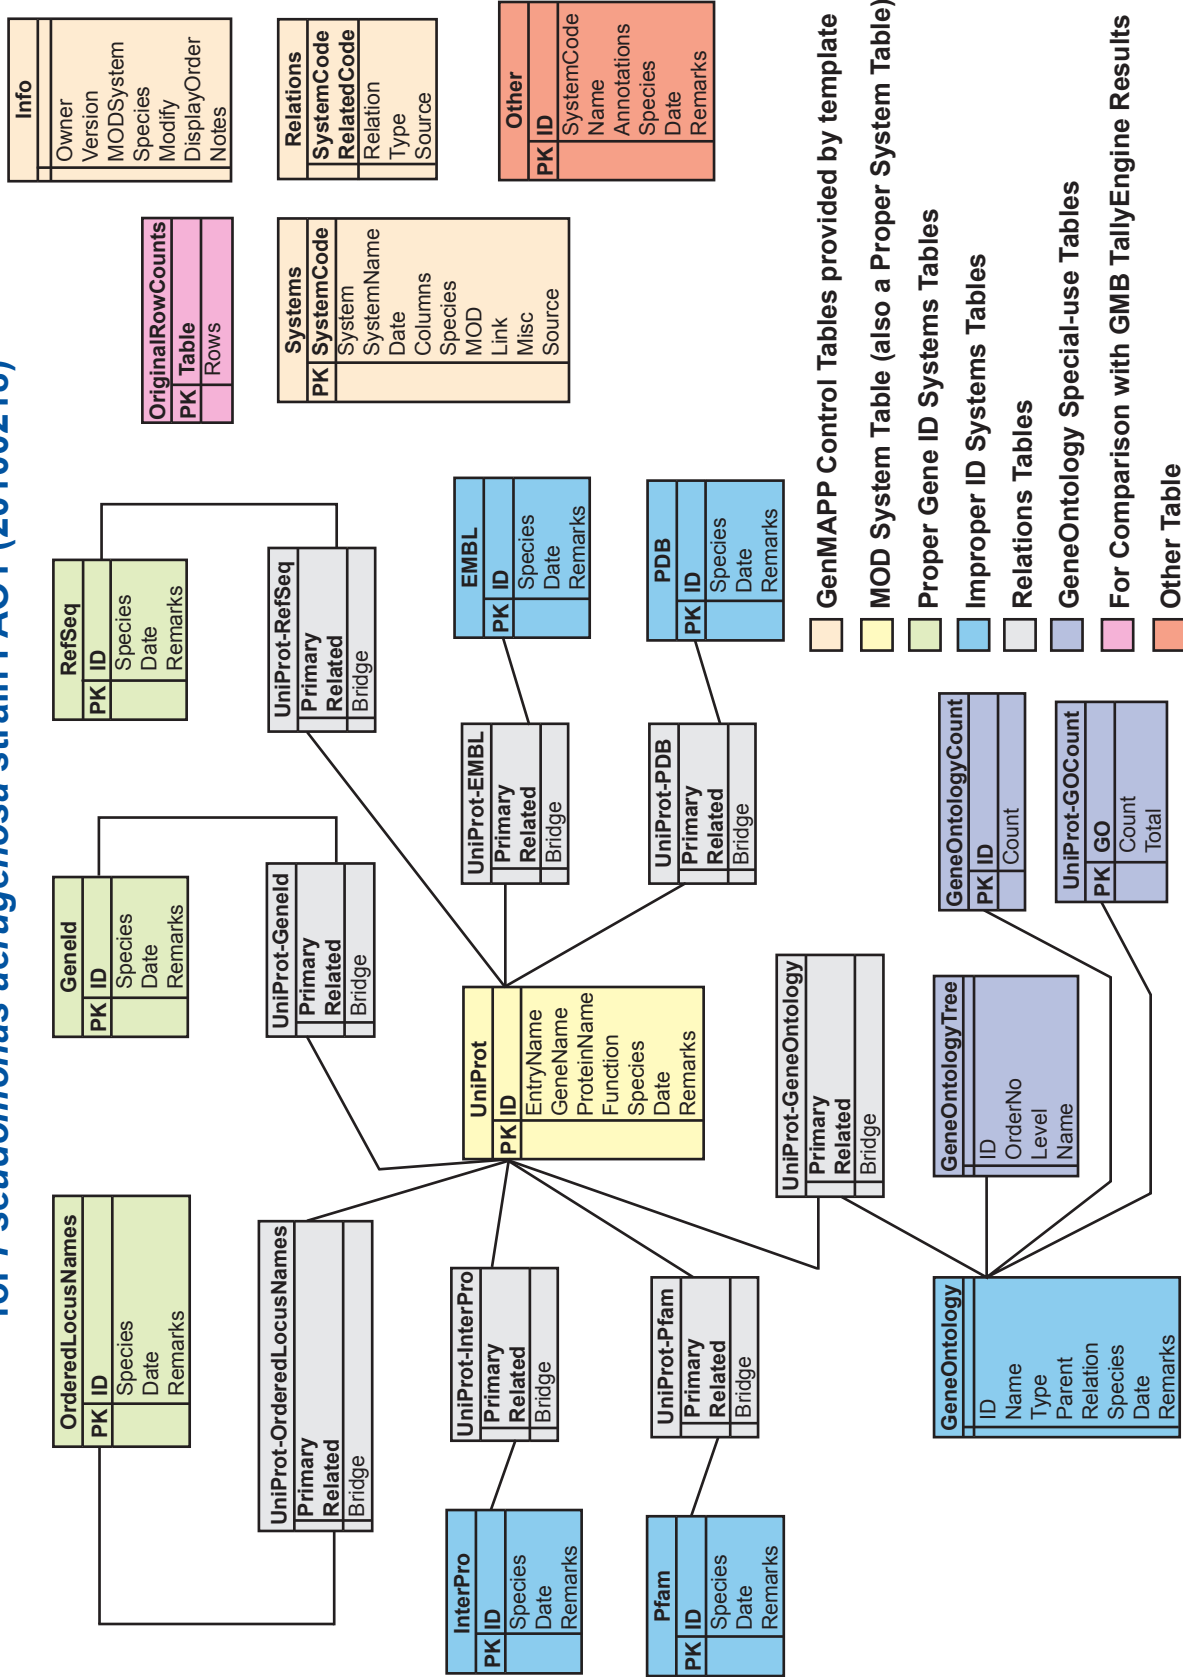 for Pseudomonas aeruginosa strain PAO1
OrderedLocusNames
PK ID
Species
Date
Remarks
GeneId
PK ID
Species
Date
Remarks
RefSeq
PK ID
Species
Date
Remarks
OriginalRowCounts
PK Table
Rows
Info
Owner
Version
MODSystem
Species
Modify
DisplayOrder
Notes
UniProt-OrderedLocusNames
Primary
Related
Bridge
UniProt-GeneId
Primary
Related
Bridge
UniProt-RefSeq
Primary
Related
Bridge
Systems
PK SystemCode
System
SystemName
Date
Columns
Species
MOD
Link
Misc
Source
Relations
SystemCode
RelatedCode
Relation
Type
Source
InterPro
PK ID
Species
Date
Remarks
UniProt-InterPro
Primary
Related
Bridge
UniProt
PK ID
EntryName
GeneName
ProteinName
Function
Species
Date
Remarks
UniProt-EMBL
Primary
Related
Bridge
EMBL
PK ID
Species
Date
Remarks
Other
PK ID
SystemCode
Name
Annotations
Species
Date
Remarks
Pfam
PK ID
Species
Date
Remarks
UniProt-Pfam
Primary
Related
Bridge
UniProt-PDB
Primary
Related
Bridge
PDB
PK ID
Species
Date
Remarks
UniProt-GeneOntology
Primary
Related
Bridge
GeneOntology
ID
Name
Type
Parent
Relation
Species
Date
Remarks
GeneOntologyTree
ID
OrderNo
Level
Name
GeneOntologyCount
PK ID
Count
UniProt-GOCount
PK GO
Count
Total
GenMAPP Control Tables provided by template
MOD System Table (also a Proper System Table)
Proper Gene ID Systems Tables
Improper ID Systems Tables
Relations Tables
GeneOntology Special-use Tables
For Comparison with GMB TallyEngine Results
Other Table